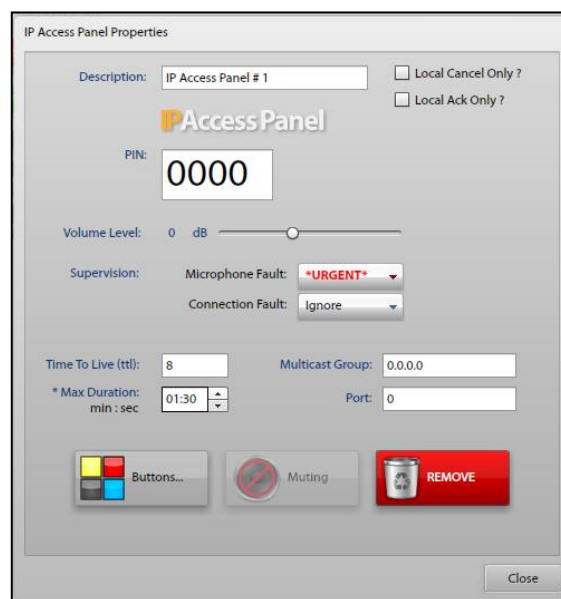 IP Access Panel Properties
Description: IP Access Panel # 1
Local Cancel Only ?
Local Ack Only ?
IPAccessPanel
PIN: 0000
Volume Level: 0 dB
Supervision: Microphone Fault: *URGENT*
Connection Fault: Ignore
Time To Live (ttl): 8 Multicast Group: 0.0.0.0
* Max Duration: 01:30 Port: 0
min : sec
Buttons... Muting REMOVE
Close